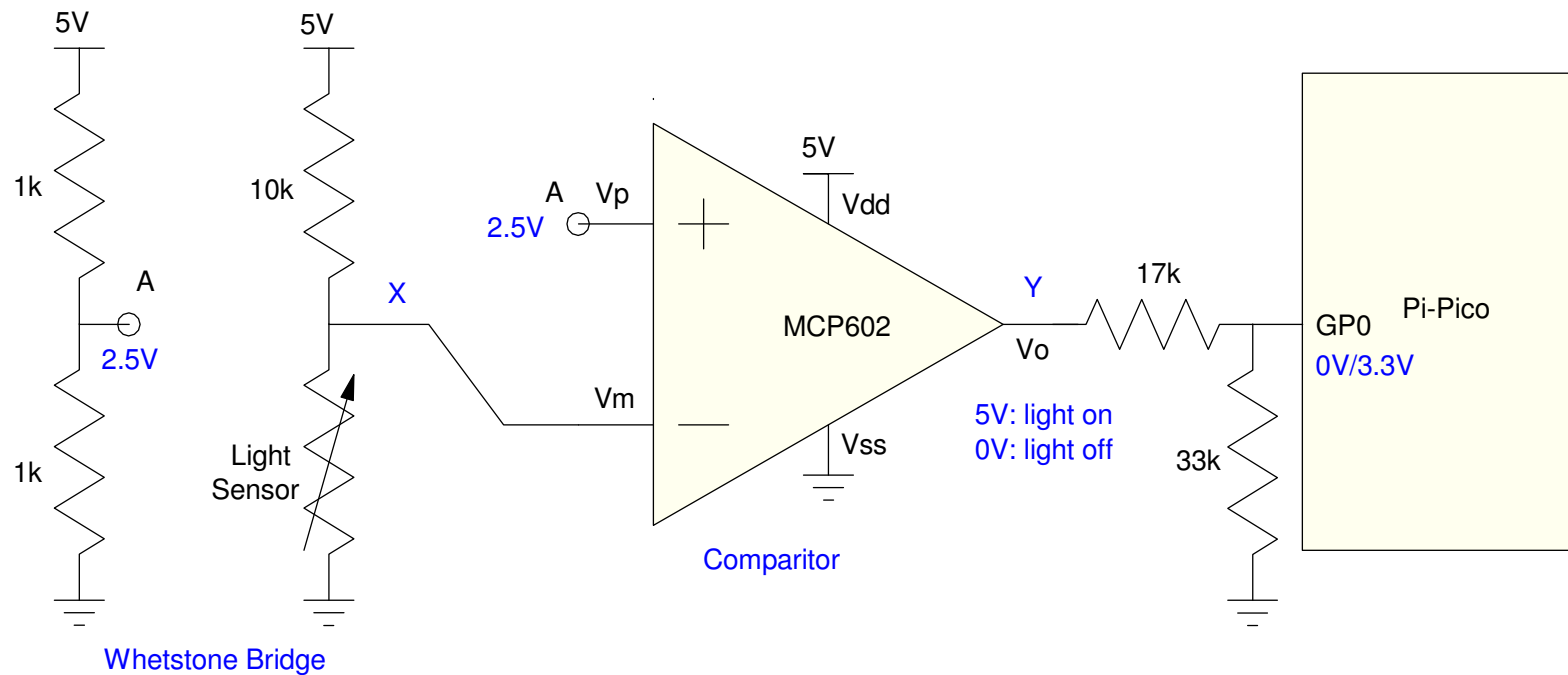 5V
5V
1k
10k
A
Vp
2.5V
5V
Vdd
A
2.5V
X
MCP602
Y
Vo
17k
GP0
Pi-Pico
0V/3.3V
1k
Light
Sensor
Vm
Vss
5V: light on
0V: light off
33k
Comparitor
Whetstone Bridge